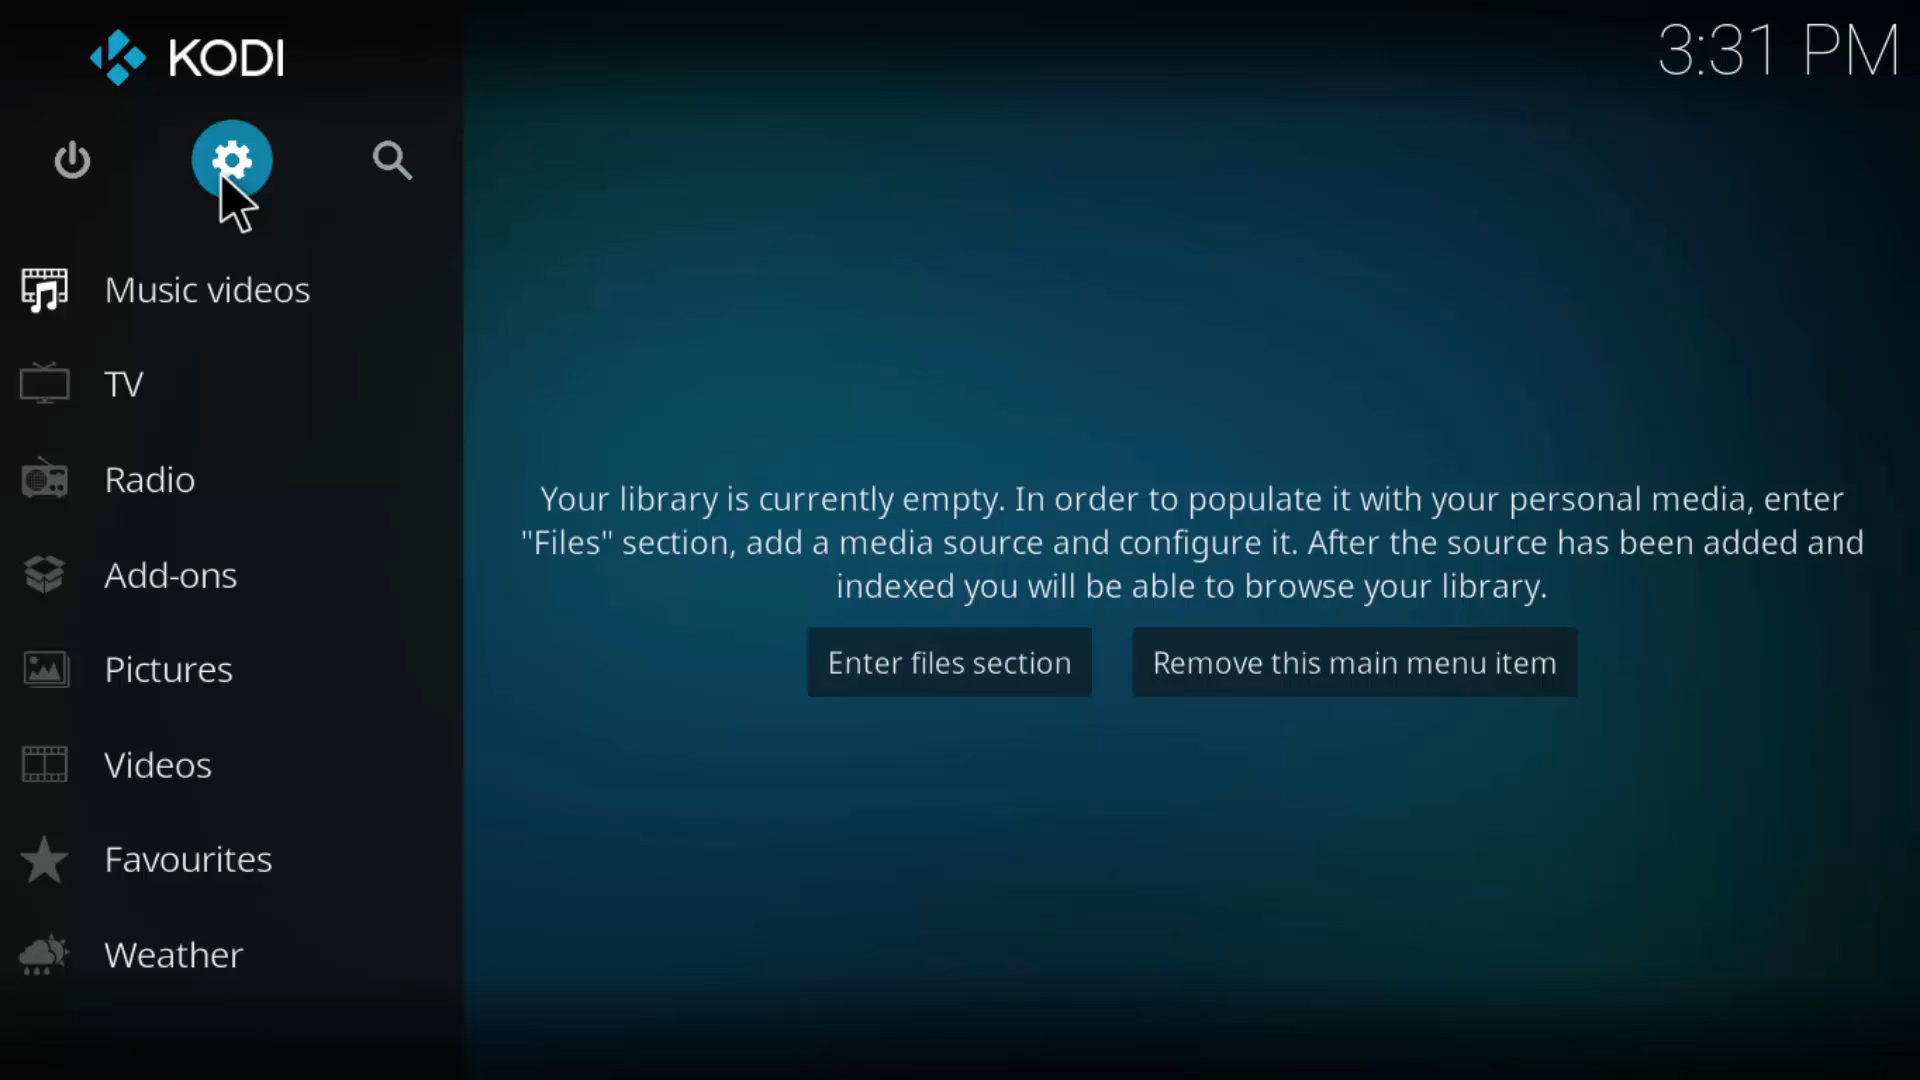 KODI
3:31 PM
Music videos
TV
Radio
Add-ons
Pictures
Videos
Favourites
Weather
Your library is currently empty. In order to populate it with your personal media, enter
"Files" section, add a media source and configure it. After the source has been added and
indexed you will be able to browse your library.
Enter files section
Remove this main menu item